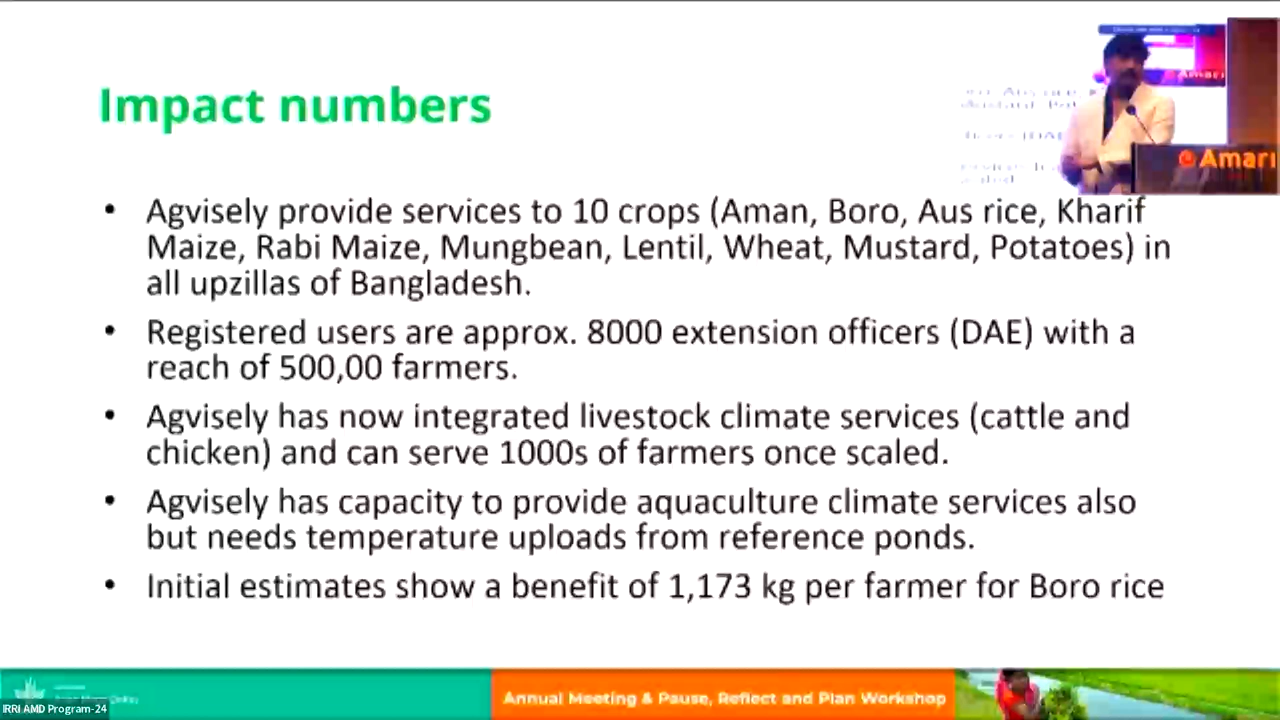 Impact numbers
Amari
• Agvisely provide services to 10 crops (Aman, Boro, Aus rice, Kharif
Maize, Rabi Maize, Mungbean, Lentil, Wheat, Mustard, Potatoes) in
all upzillas of Bangladesh.
• Registered users are approx. 8000 extension officers (DAE) with a
reach of 500,00 farmers.
• Agvisely has now integrated livestock climate services (cattle and
chicken) and can serve 1000s of farmers once scaled.
• Agvisely has capacity to provide aquaculture climate services also
but needs temperature uploads from reference ponds.
• Initial estimates show a benefit of 1,173 kg per farmer for Boro rice
Annual Meeting & Pause, Reflect and Plan Workshop
IRRI AMD Program-24